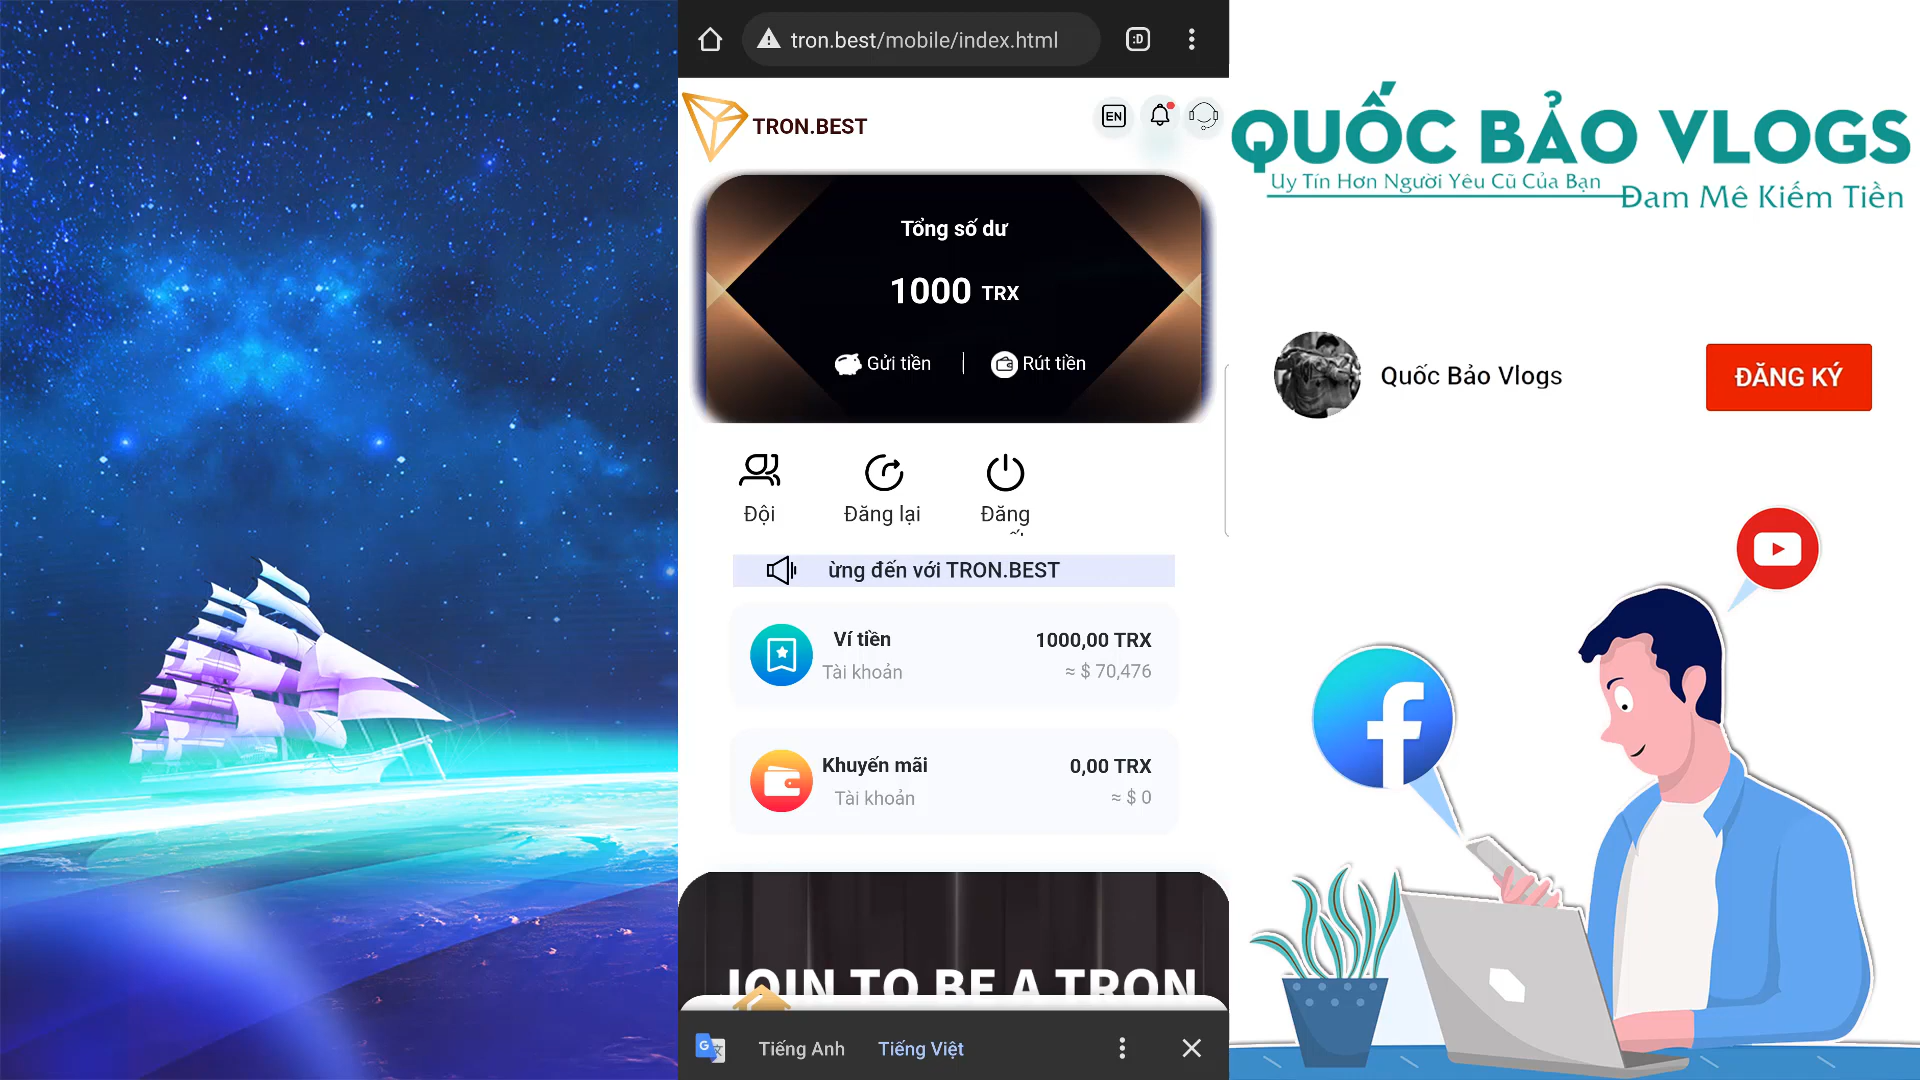 tron.best/mobile/index.html
:D
TRON.BEST
EN
Tổng số dư
1000 TRX
Gửi tiền
Rút tiền
Đội
Đăng lại
Đăng
ừng đến với TRON.BEST
Ví tiền
1000,00 TRX
Tài khoản
≈ $ 70,476
Khuyến mãi
0,00 TRX
Tài khoản
≈ $ 0
JOIN TO BE A TRON
Tiếng Anh
Tiếng Việt
QUỐC BẢO VLOGS
Uy Tín Hơn Người Yêu Cũ Của Bạn
Đam Mê Kiếm Tiền
Quốc Bảo Vlogs
ĐĂNG KÝ